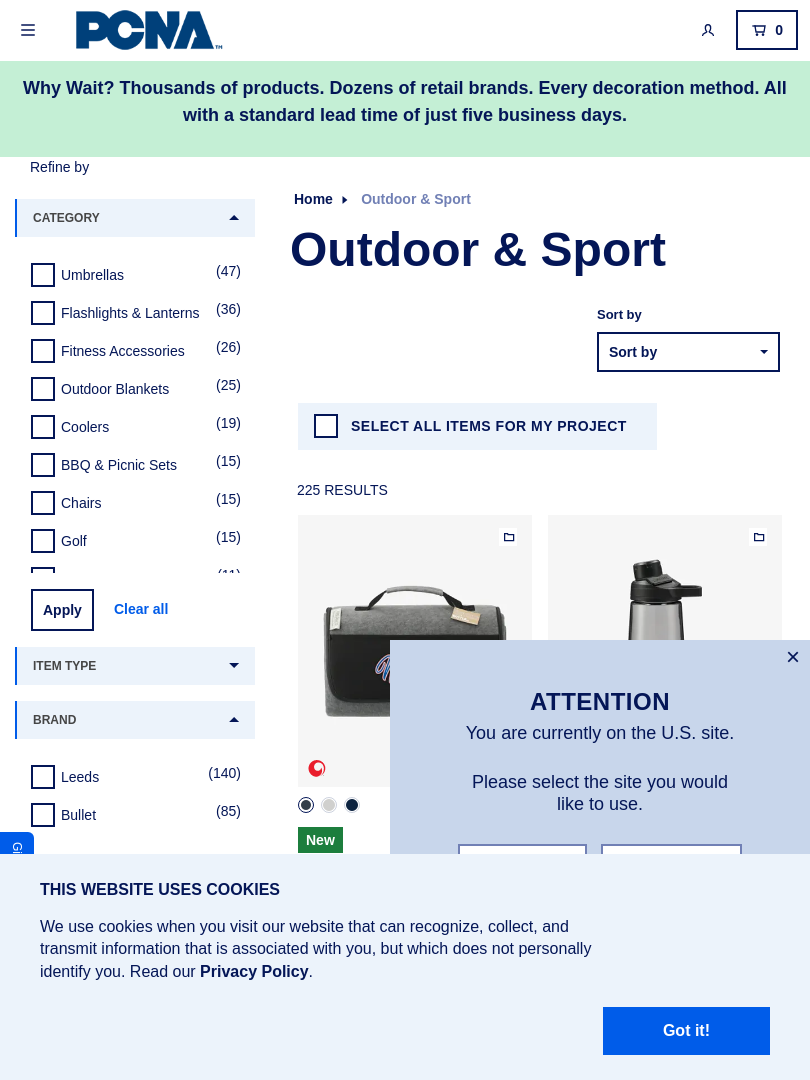 PCNA™
0
Why Wait? Thousands of products. Dozens of retail brands. Every decoration method. All
with a standard lead time of just five business days.
Refine by
Home
Outdoor & Sport
CATEGORY
Outdoor & Sport
Umbrellas (47)
Flashlights & Lanterns (36)
Fitness Accessories (26)
Outdoor Blankets (25)
Coolers (19)
BBQ & Picnic Sets (15)
Chairs (15)
Golf (15)
Sort by
Sort by
SELECT ALL ITEMS FOR MY PROJECT
225 RESULTS
Apply
Clear all
ITEM TYPE
BRAND
Leeds (140)
Bullet (85)
New
ATTENTION
You are currently on the U.S. site.
Please select the site you would
like to use.
THIS WEBSITE USES COOKIES
We use cookies when you visit our website that can recognize, collect, and
transmit information that is associated with you, but which does not personally
identify you. Read our Privacy Policy.
Got it!